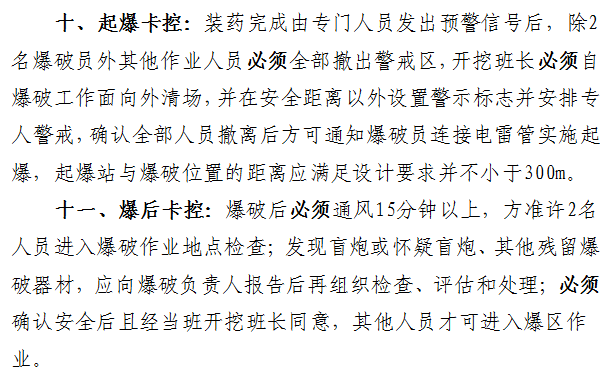 十、起爆卡控：装药完成由专门人员发出预警信号后，除2
名爆破员外其他作业人员必须全部撤出警戒区，开挖班长必须自
爆破工作面向外清场，并在安全距离以外设置警示标志并安排专
人警戒，确认全部人员撤离后方可通知爆破员连接电雷管实施起
爆，起爆站与爆破位置的距离应满足设计要求并不小于300m。
十一、爆后卡控：爆破后必须通风15分钟以上，方准许2名
人员进入爆破作业地点检查；发现盲炮或怀疑盲炮、其他残留爆
破器材，应向爆破负责人报告后再组织检查、评估和处理；必须
确认安全后且经当班开挖班长同意，其他人员才可进入爆区作
业。